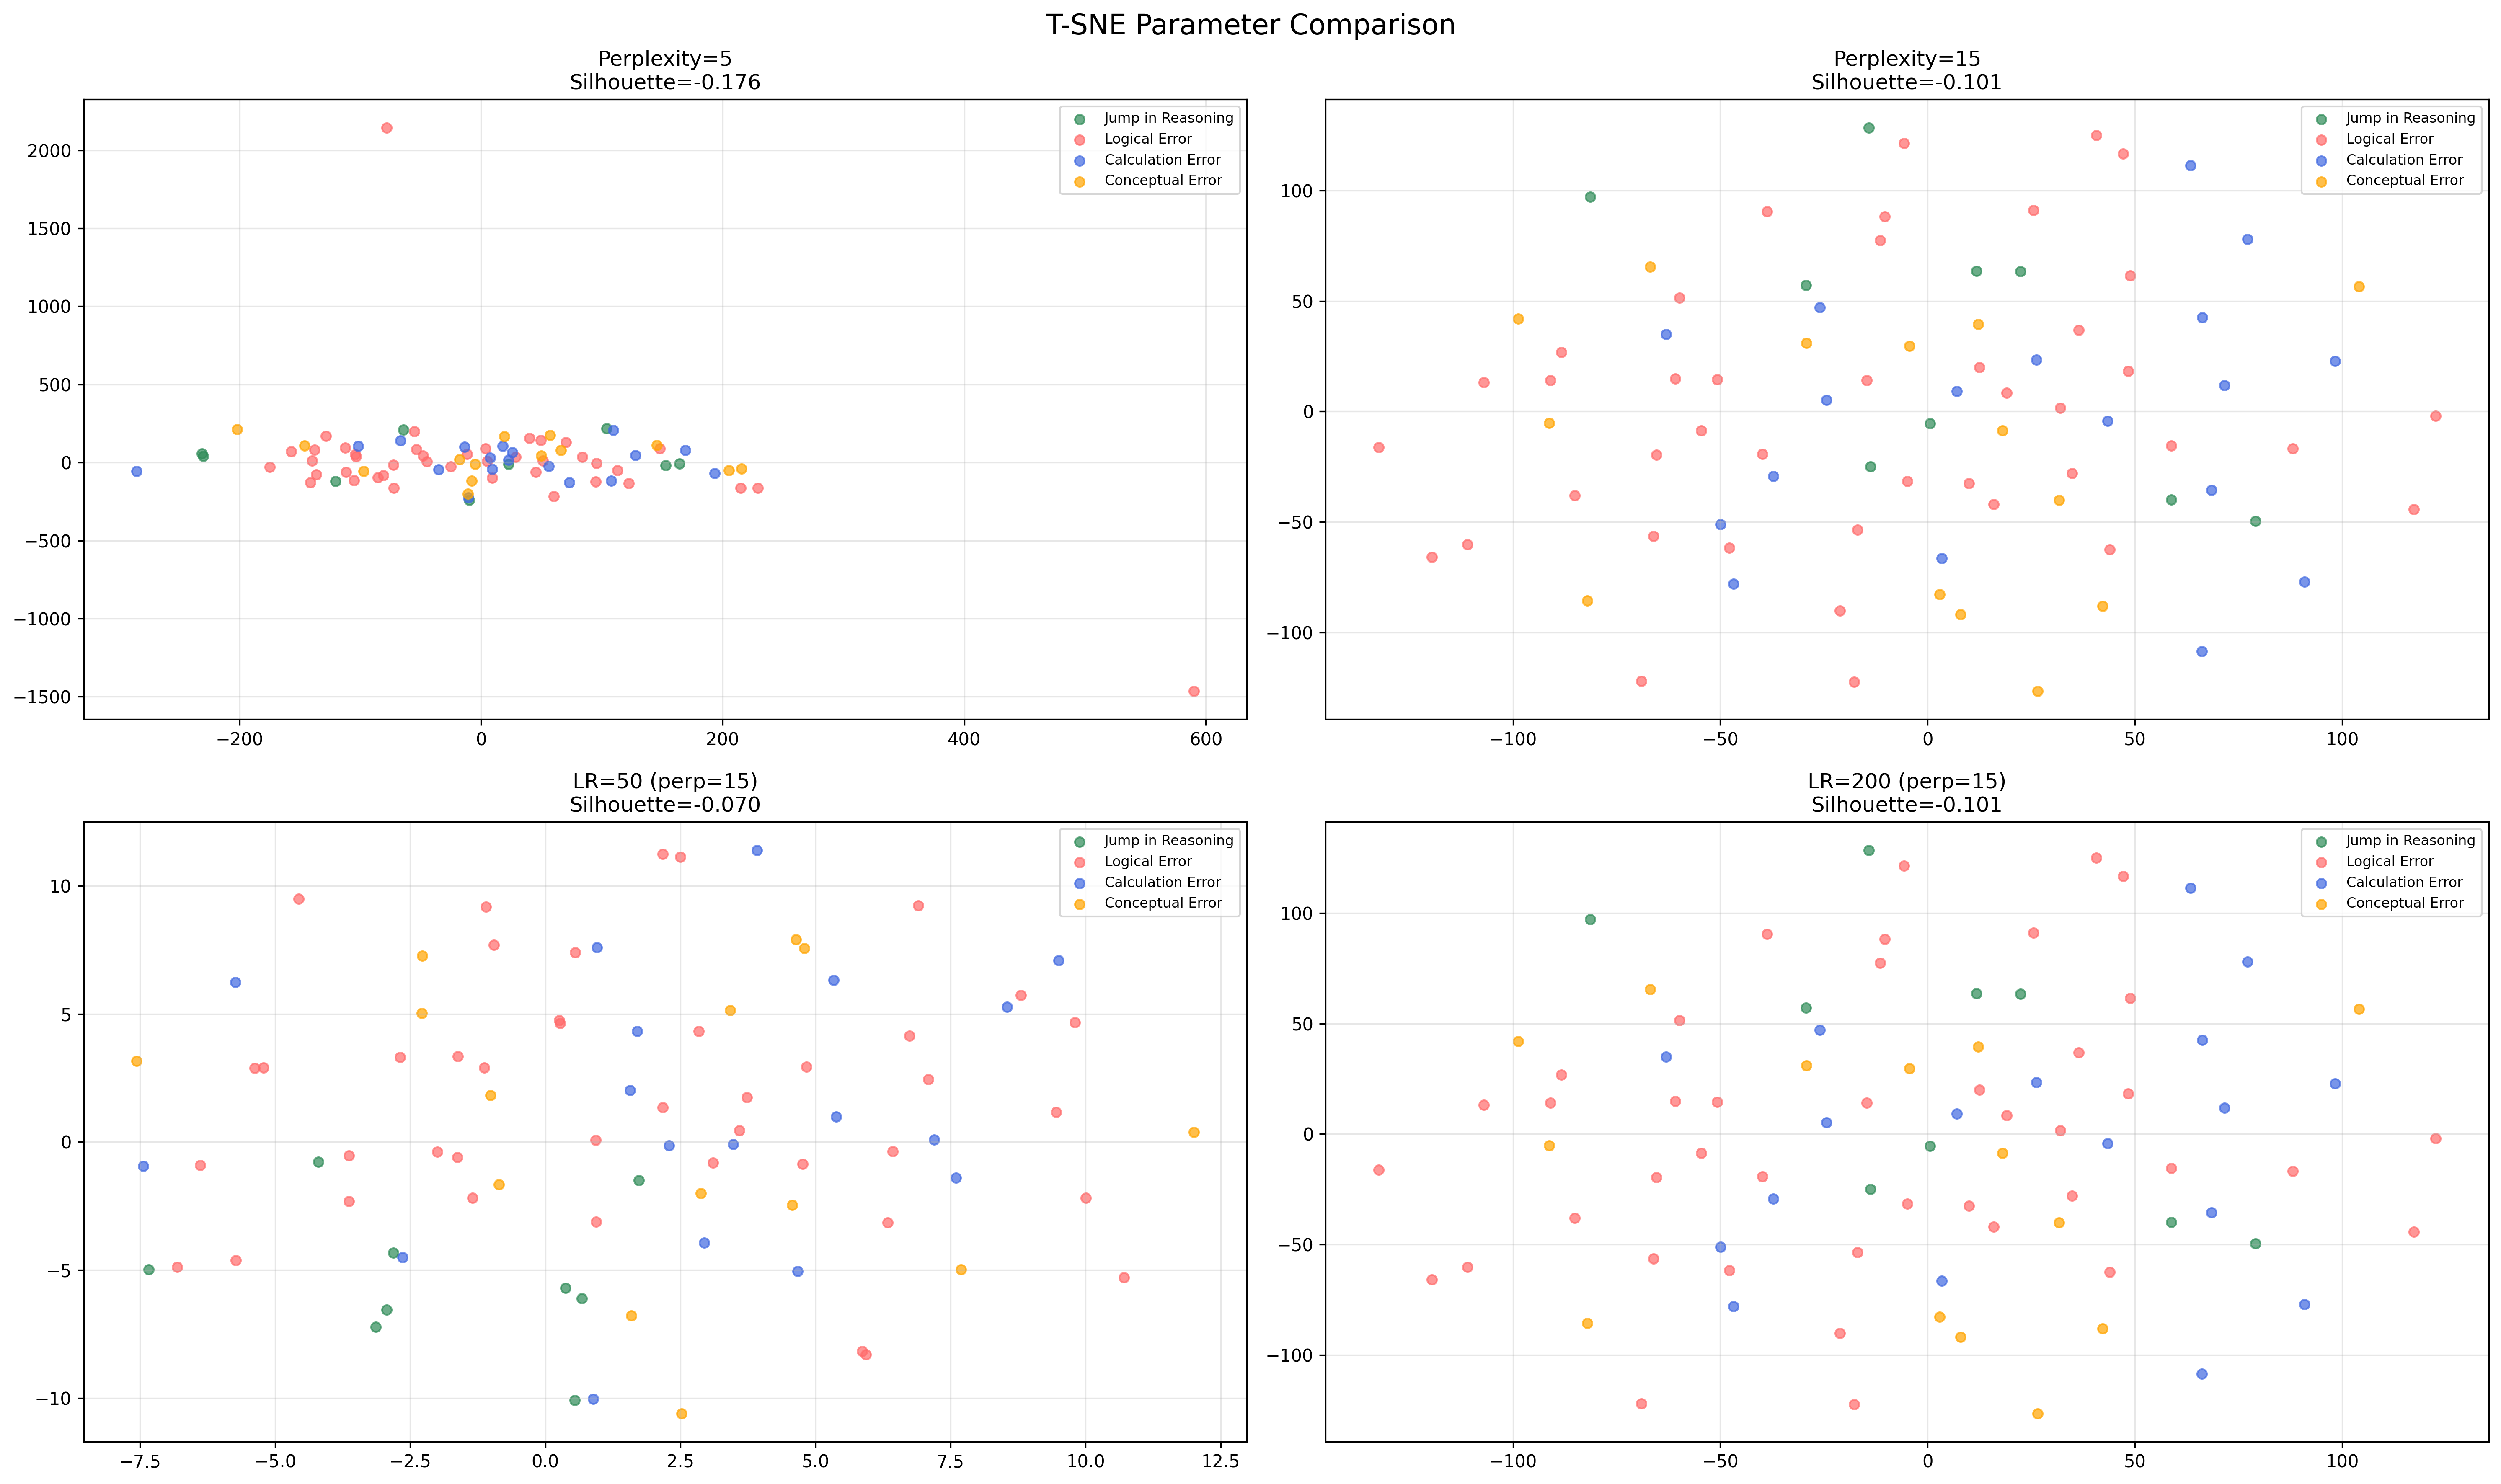 T-SNE Parameter Comparison
Perplexity=5
Silhouette=-0.176
Jump in Reasoning
Logical Error
Calculation Error
Conceptual Error
2000
1500
1000
500
0
−500
−1000
−1500
−200
0
200
400
600
Perplexity=15
Silhouette=-0.101
Jump in Reasoning
Logical Error
Calculation Error
Conceptual Error
100
50
0
−50
−100
−100
−50
0
50
100
LR=50 (perp=15)
Silhouette=-0.070
Jump in Reasoning
Logical Error
Calculation Error
Conceptual Error
10
5
0
−5
−10
−7.5
−5.0
−2.5
0.0
2.5
5.0
7.5
10.0
12.5
LR=200 (perp=15)
Silhouette=-0.101
Jump in Reasoning
Logical Error
Calculation Error
Conceptual Error
100
50
0
−50
−100
−100
−50
0
50
100